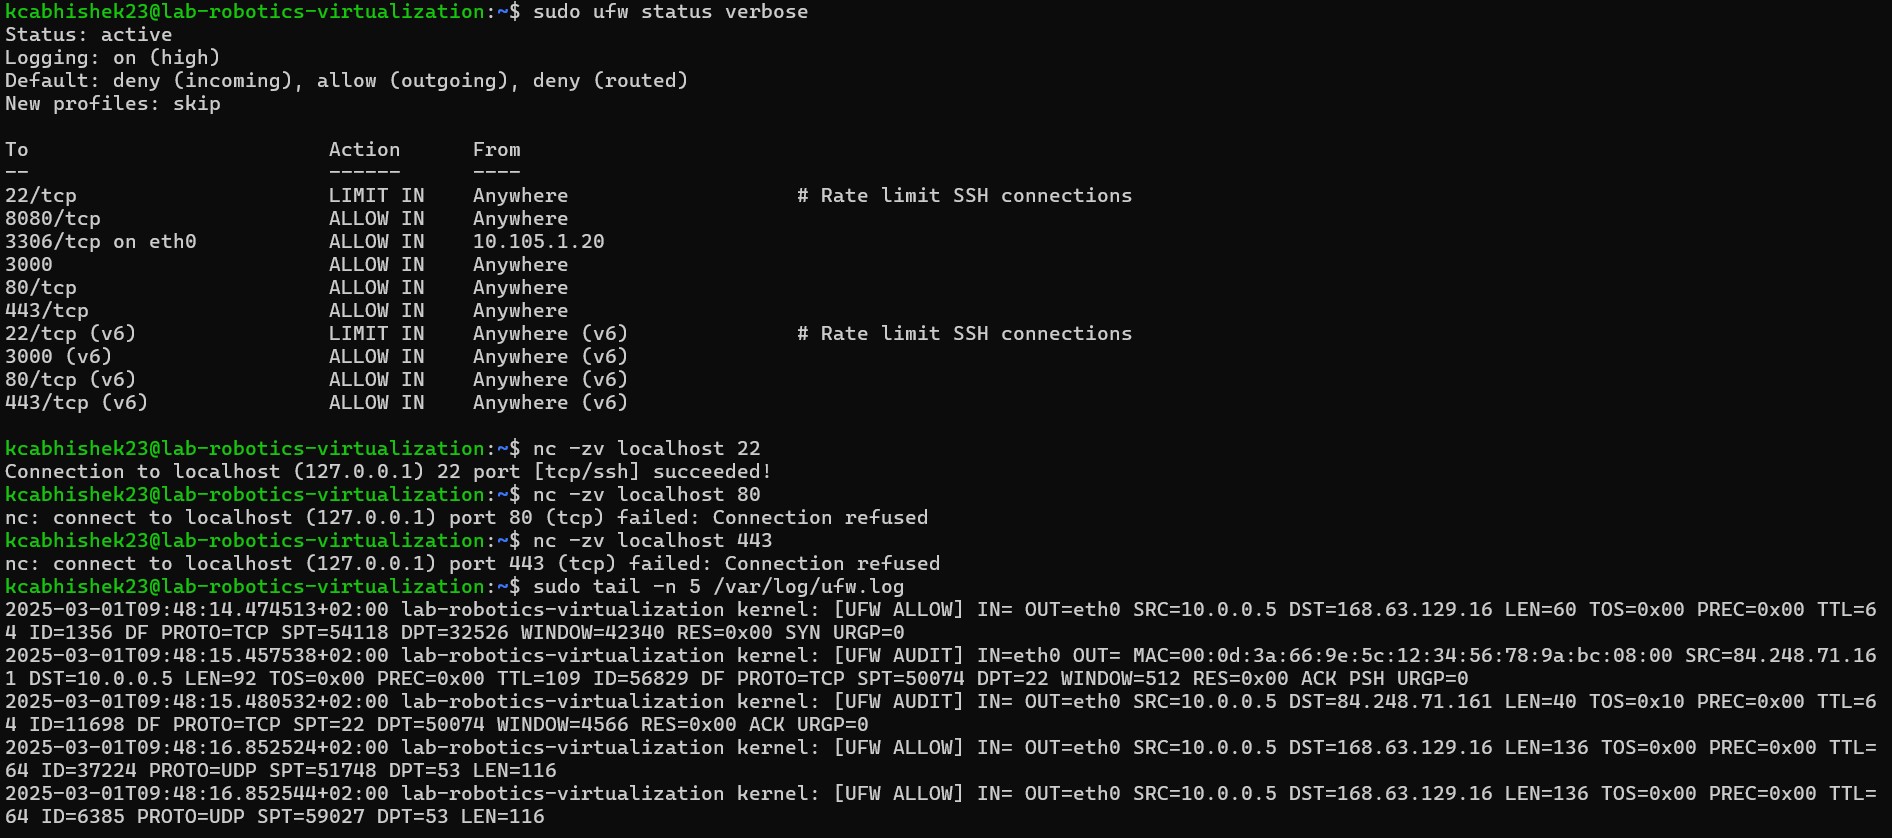 kcabhishek23@lab-robotics-virtualization:~$ sudo ufw status verbose
Status: active
Logging: on (high)
Default: deny (incoming), allow (outgoing), deny (routed)
New profiles: skip

To                         Action      From
--                         ------      ----
22/tcp                     LIMIT IN    Anywhere                   # Rate limit SSH connections
8080/tcp                   ALLOW IN    Anywhere
3306/tcp on eth0           ALLOW IN    10.105.1.20
3000                       ALLOW IN    Anywhere
80/tcp                     ALLOW IN    Anywhere
443/tcp                    ALLOW IN    Anywhere
22/tcp (v6)                LIMIT IN    Anywhere (v6)              # Rate limit SSH connections
3000 (v6)                  ALLOW IN    Anywhere (v6)
80/tcp (v6)                ALLOW IN    Anywhere (v6)
443/tcp (v6)               ALLOW IN    Anywhere (v6)

kcabhishek23@lab-robotics-virtualization:~$ nc -zv localhost 22
Connection to localhost (127.0.0.1) 22 port [tcp/ssh] succeeded!
kcabhishek23@lab-robotics-virtualization:~$ nc -zv localhost 80
nc: connect to localhost (127.0.0.1) port 80 (tcp) failed: Connection refused
kcabhishek23@lab-robotics-virtualization:~$ nc -zv localhost 443
nc: connect to localhost (127.0.0.1) port 443 (tcp) failed: Connection refused
kcabhishek23@lab-robotics-virtualization:~$ sudo tail -n 5 /var/log/ufw.log
2025-03-01T09:48:14.474513+02:00 lab-robotics-virtualization kernel: [UFW ALLOW] IN= OUT=eth0 SRC=10.0.0.5 DST=168.63.129.16 LEN=60 TOS=0x00 PREC=0x00 TTL=6
4 ID=1356 DF PROTO=TCP SPT=54118 DPT=32526 WINDOW=42340 RES=0x00 SYN URGP=0
2025-03-01T09:48:15.457538+02:00 lab-robotics-virtualization kernel: [UFW AUDIT] IN=eth0 OUT= MAC=00:0d:3a:66:9e:5c:12:34:56:78:9a:bc:08:00 SRC=84.248.71.16
1 DST=10.0.0.5 LEN=92 TOS=0x00 PREC=0x00 TTL=109 ID=56829 DF PROTO=TCP SPT=50074 DPT=22 WINDOW=512 RES=0x00 ACK PSH URGP=0
2025-03-01T09:48:15.480532+02:00 lab-robotics-virtualization kernel: [UFW AUDIT] IN= OUT=eth0 SRC=10.0.0.5 DST=84.248.71.161 LEN=40 TOS=0x10 PREC=0x00 TTL=6
4 ID=11698 DF PROTO=TCP SPT=22 DPT=50074 WINDOW=4566 RES=0x00 ACK URGP=0
2025-03-01T09:48:16.852524+02:00 lab-robotics-virtualization kernel: [UFW ALLOW] IN= OUT=eth0 SRC=10.0.0.5 DST=168.63.129.16 LEN=136 TOS=0x00 PREC=0x00 TTL=
64 ID=37224 PROTO=UDP SPT=51748 DPT=53 LEN=116
2025-03-01T09:48:16.852544+02:00 lab-robotics-virtualization kernel: [UFW ALLOW] IN= OUT=eth0 SRC=10.0.0.5 DST=168.63.129.16 LEN=136 TOS=0x00 PREC=0x00 TTL=
64 ID=6385 PROTO=UDP SPT=59027 DPT=53 LEN=116